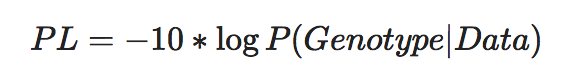 PL = −10 ∗ log P(Genotype|Data)